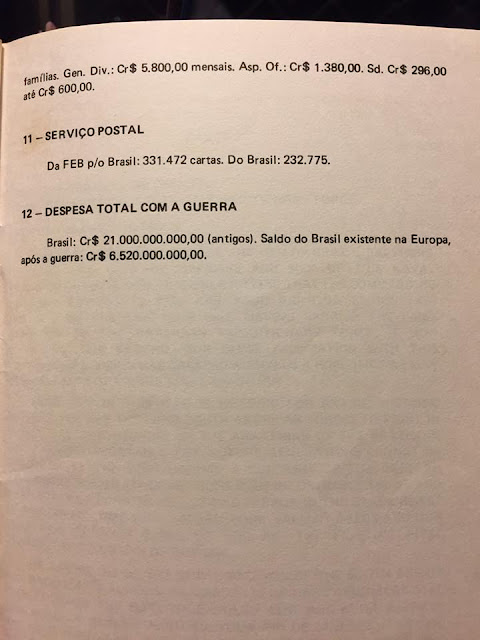 famílias. Gen. Div.: Cr$ 5.800,00 mensais. Asp. Of.: Cr$ 1.380,00. Sd. Cr$ 296,00
até Cr$ 600,00.
11 – SERVIÇO POSTAL
Da FEB p/o Brasil: 331.472 cartas. Do Brasil: 232.775.
12 – DESPESA TOTAL COM A GUERRA
Brasil: Cr$ 21.000.000.000,00 (antigos). Saldo do Brasil existente na Europa,
após a guerra: Cr$ 6.520.000.000,00.